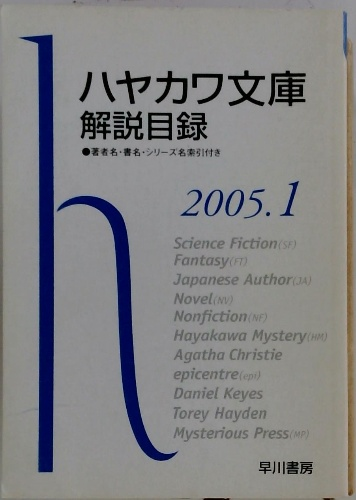 ハヤカワ文庫
解説目録
●著者名・書名・シリーズ名索引付き
2005.1
Science Fiction(SF)
Fantasy(FT)
Japanese Author(JA)
Novel(NV)
Nonfiction(NF)
Hayakawa Mystery(HM)
Agatha Christie
epicentre(epi)
Daniel Keyes
Torey Hayden
Mysterious Press(MP)
早川書房